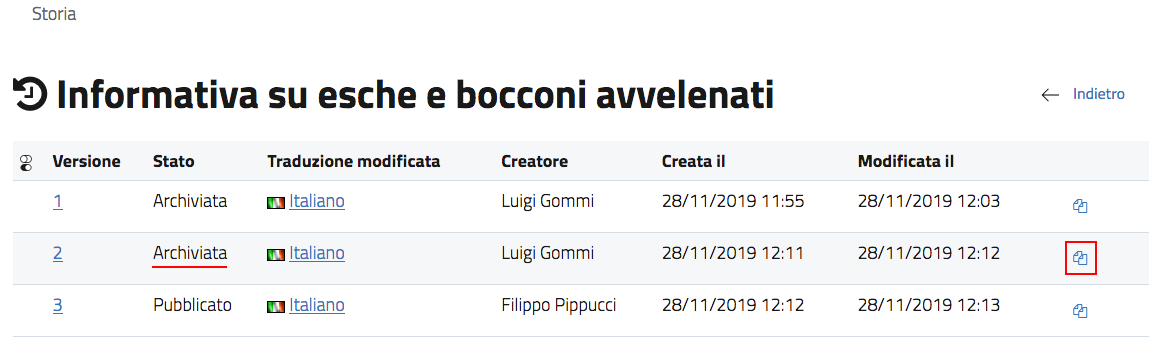 Storia
Informativa su esche e bocconi avvelenati
Indietro
Versione Stato Traduzione modificata Creatore Creata il Modificata il
1 Archiviata Italiano Luigi Gommi 28/11/2019 11:55 28/11/2019 12:03
2 Archiviata Italiano Luigi Gommi 28/11/2019 12:11 28/11/2019 12:12
3 Pubblicato Italiano Filippo Pippucci 28/11/2019 12:12 28/11/2019 12:13